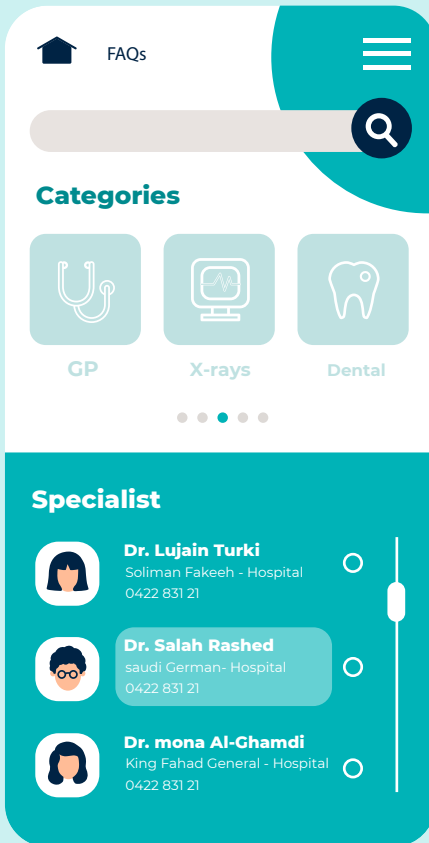 FAQs
Categories
GP
X-rays
Dental
Specialist
Dr. Lujain Turki
Soliman Fakeeh - Hospital
0422 831 21
Dr. Salah Rashed
saudi German- Hospital
0422 831 21
Dr. mona Al-Ghamdi
King Fahad General - Hospital
0422 831 21